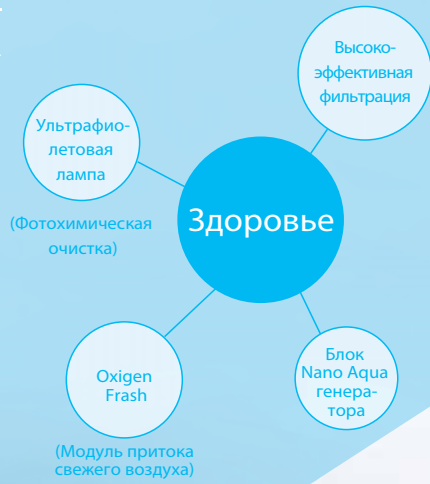 Высоко-
эффективная
фильтрация
Ультрафио-
летовая
лампа
(Фотохимическая
очистка)
Здоровье
Oxigen
Frash
(Модуль притока
свежего воздуха)
Блок
Nano Aqua
генера-
тора